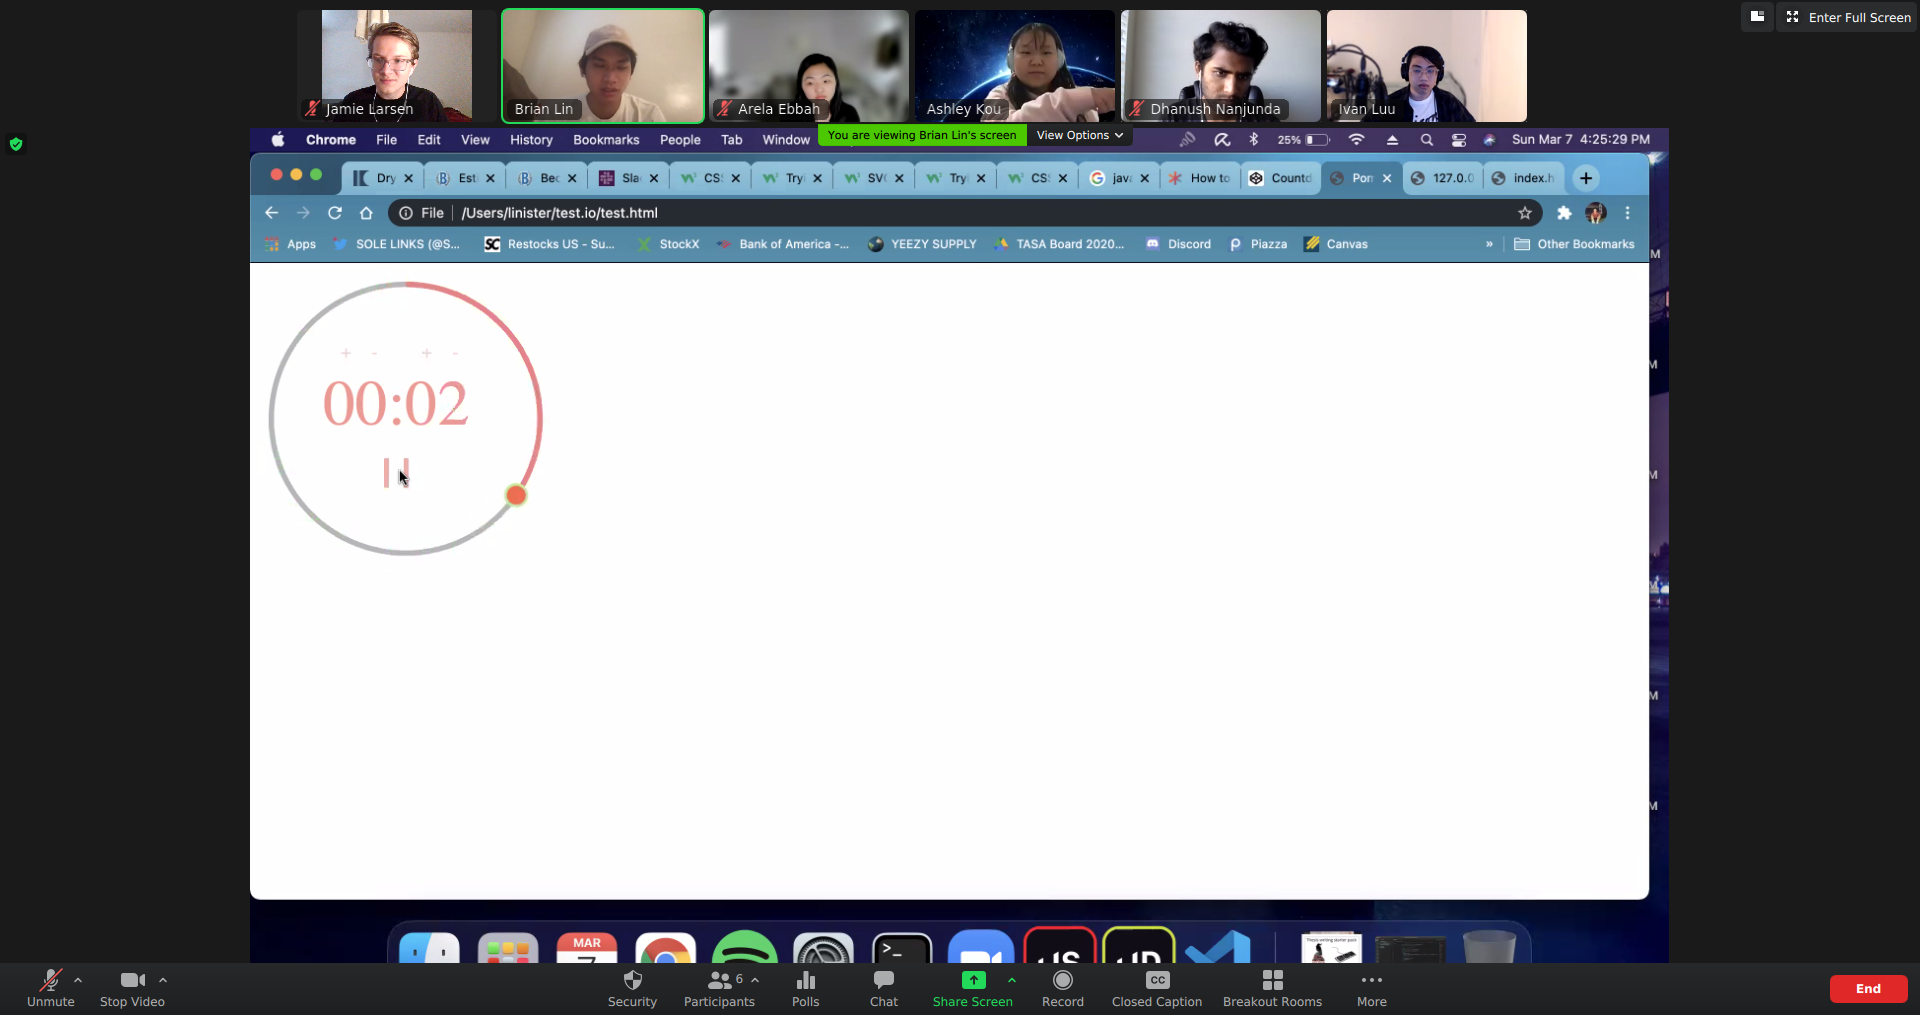 Enter Full Screen
Jamie Larsen
Brian Lin
Arela Ebbah
Ashley Kou
Dhanush Nanjunda
Ivan Luu
You are viewing Brian Lin's screen View Options
Chrome File Edit View History Bookmarks People Tab Window 25% Sun Mar 7 4:25:29 PM
Dry Est Bec Sla CS Try SV Try CS jav How to Countd Pom 127.0.0 index.h
File /Users/linister/test.io/test.html
Apps SOLE LINKS (@S... Restocks US - Su... StockX Bank of America -... YEEZY SUPPLY TASA Board 2020... Discord Piazza Canvas » Other Bookmarks
+ - + -
00:02
MAR
7
Unmute Stop Video Security Participants 6 Polls Chat Share Screen Record CC Closed Caption Breakout Rooms More End